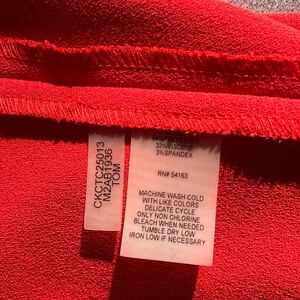 CKCTC25013
M2AB1936
TOM
33%VISCOSE
3%SPANDEX
RN# 54163
MACHINE WASH COLD
WITH LIKE COLORS
DELICATE CYCLE
ONLY NON CHLORINE
BLEACH WHEN NEEDED
TUMBLE DRY LOW
IRON LOW IF NECESSARY